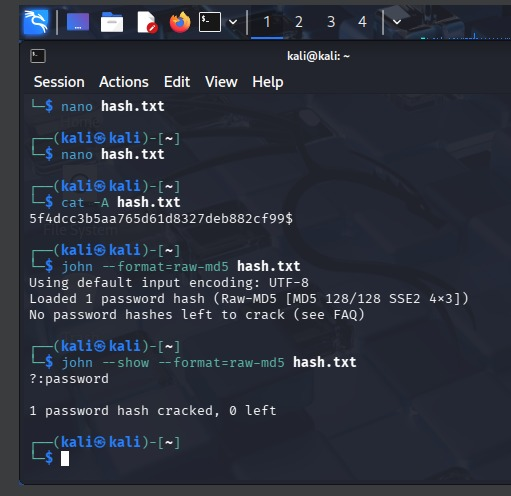 1 2 3 4
kali@kali: ~
Session Actions Edit View Help
└─$ nano hash.txt
┌──(kali㉿kali)-[~]
└─$ nano hash.txt
┌──(kali㉿kali)-[~]
└─$ cat -A hash.txt
5f4dcc3b5aa765d61d8327deb882cf99$
File System
┌──(kali㉿kali)-[~]
└─$ john --format=raw-md5 hash.txt
Using default input encoding: UTF-8
Loaded 1 password hash (Raw-MD5 [MD5 128/128 SSE2 4×3])
No password hashes left to crack (see FAQ)
┌──(kali㉿kali)-[~]
└─$ john --show --format=raw-md5 hash.txt
?:password
1 password hash cracked, 0 left
┌──(kali㉿kali)-[~]
└─$